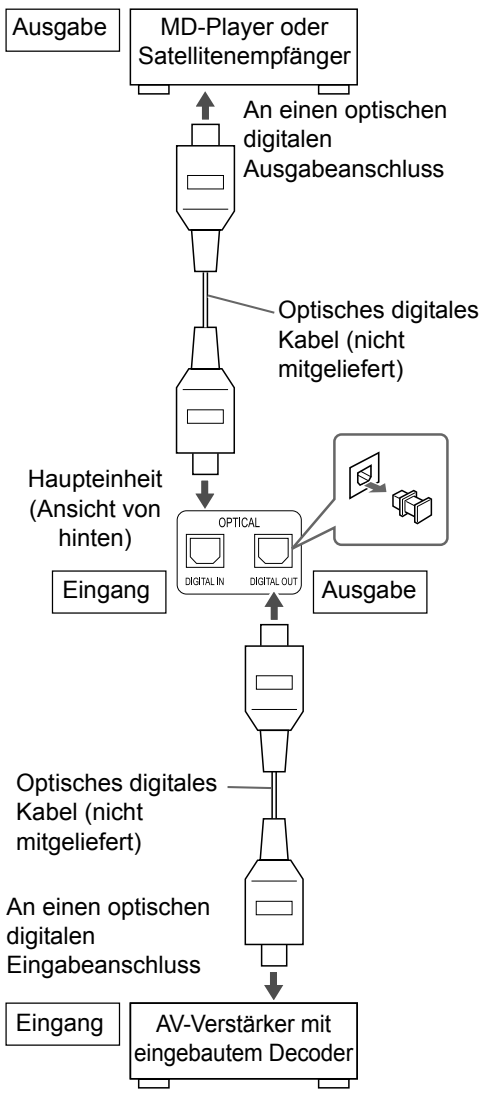 Ausgabe
MD-Player oder
Satellitenempfänger
An einen optischen
digitalen
Ausgabeanschluss
Optisches digitales
Kabel (nicht
mitgeliefert)
Haupteinheit
(Ansicht von
hinten)
OPTICAL
DIGITAL IN
DIGITAL OUT
Eingang
Ausgabe
Optisches digitales
Kabel (nicht
mitgeliefert)
An einen optischen
digitalen
Eingabeanschluss
Eingang
AV-Verstärker mit
eingebautem Decoder